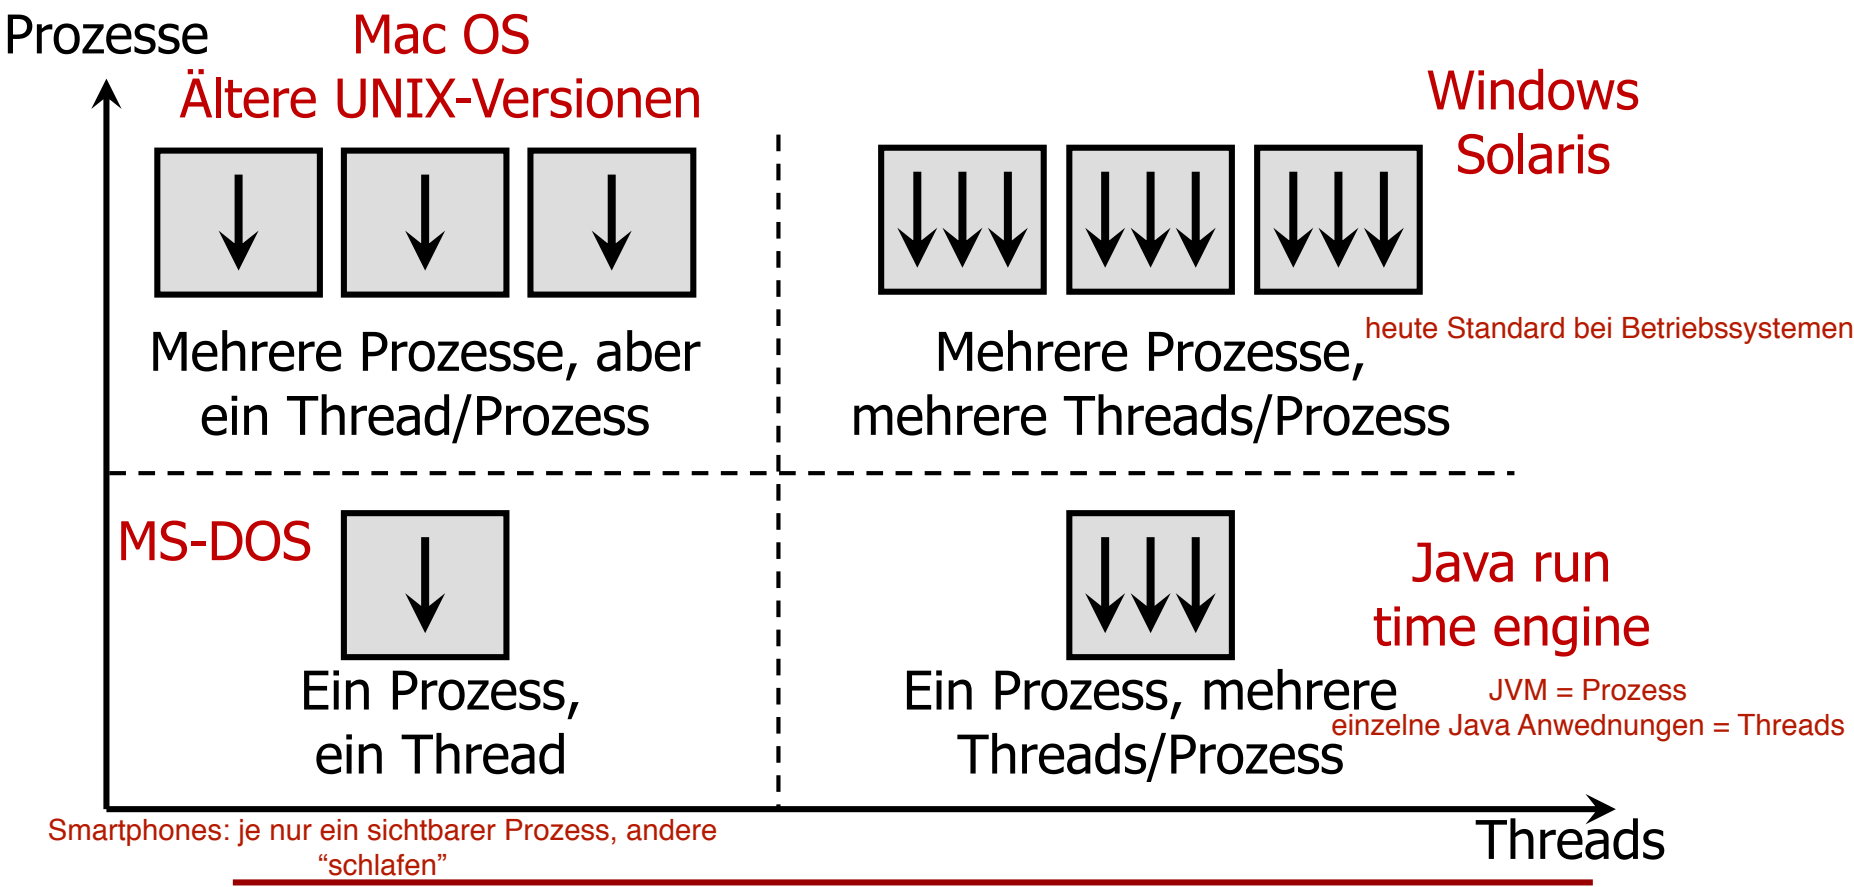 Prozesse
Mac OS
Ältere UNIX-Versionen
Windows
Solaris
Mehrere Prozesse, aber
ein Thread/Prozess
Mehrere Prozesse,
mehrere Threads/Prozess
heute Standard bei Betriebssystemen
MS-DOS
Ein Prozess,
ein Thread
Java run
time engine
Ein Prozess, mehrere
Threads/Prozess
JVM = Prozess
einzelne Java Anwednungen = Threads
Smartphones: je nur ein sichtbarer Prozess, andere
“schlafen”
Threads